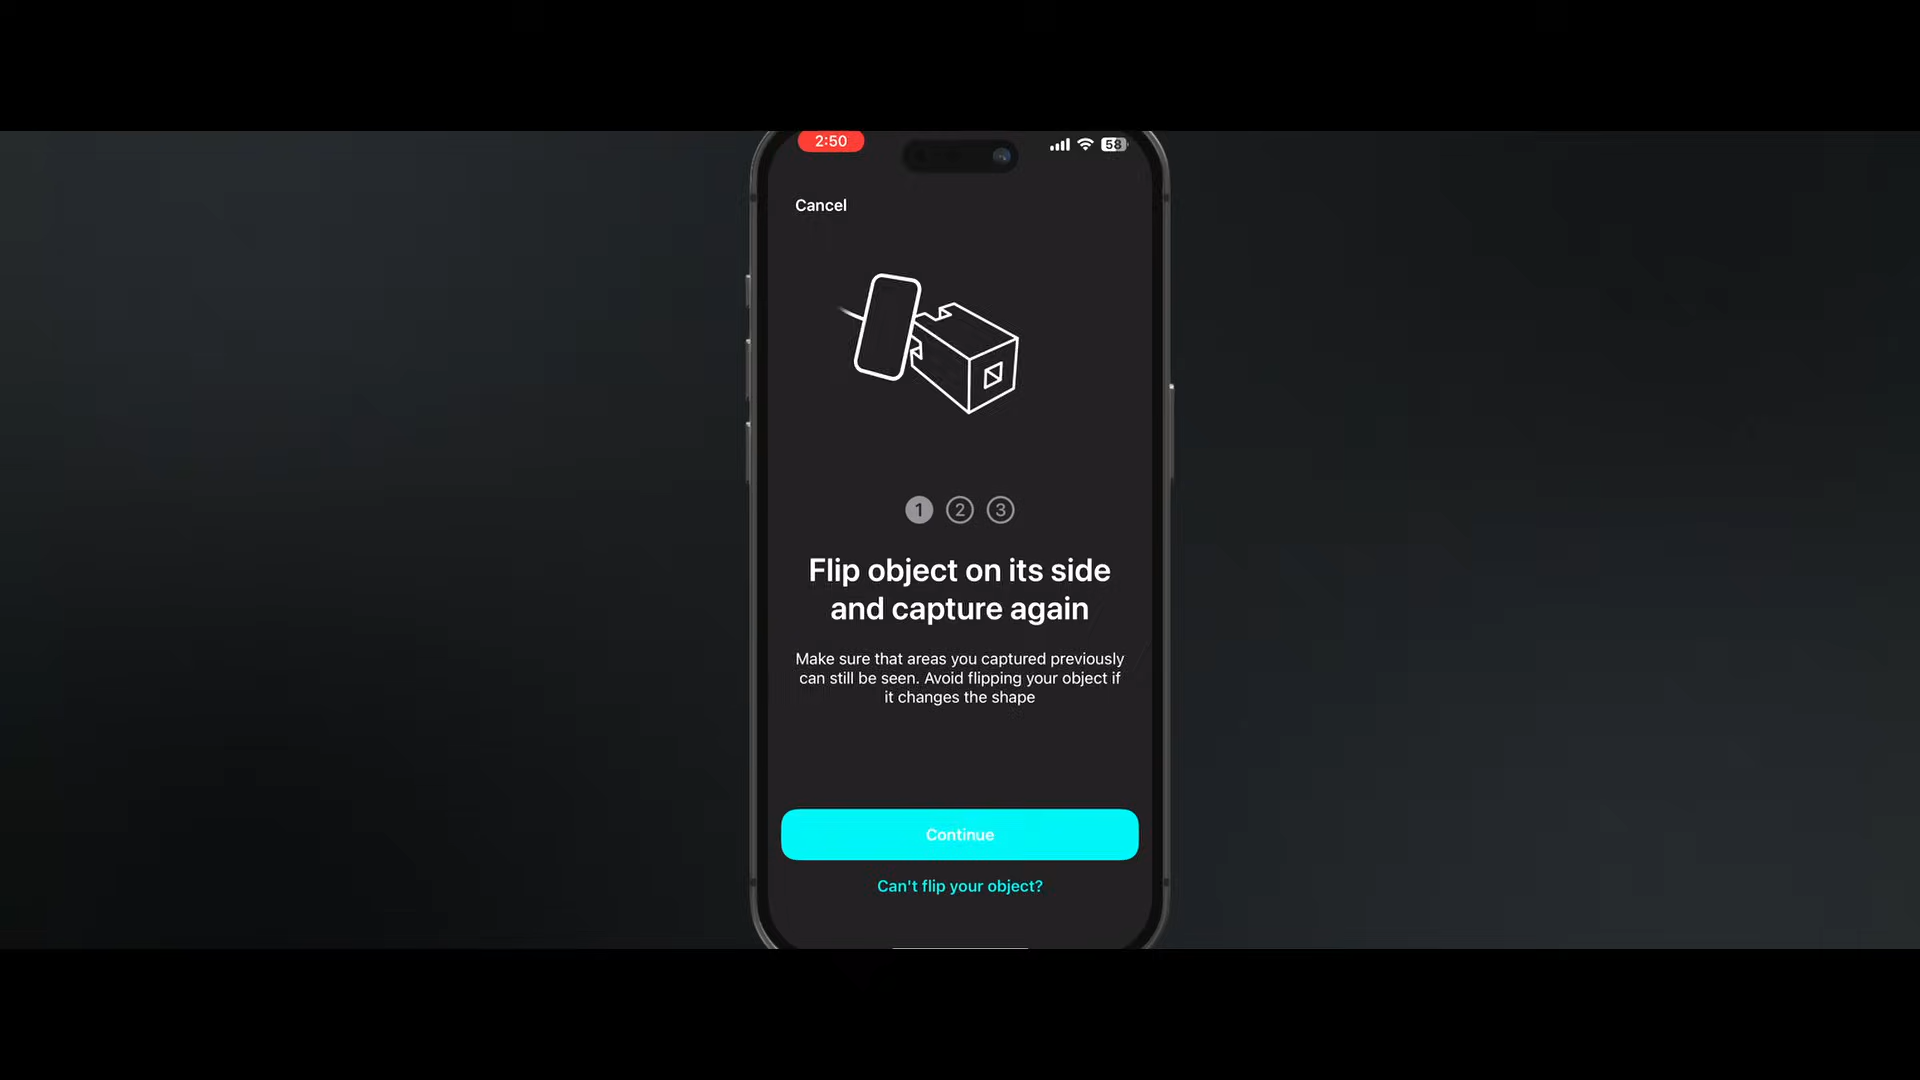 2:50
58
Cancel
1 2 3
Flip object on its side
and capture again
Make sure that areas you captured previously
can still be seen. Avoid flipping your object if
it changes the shape
Continue
Can't flip your object?